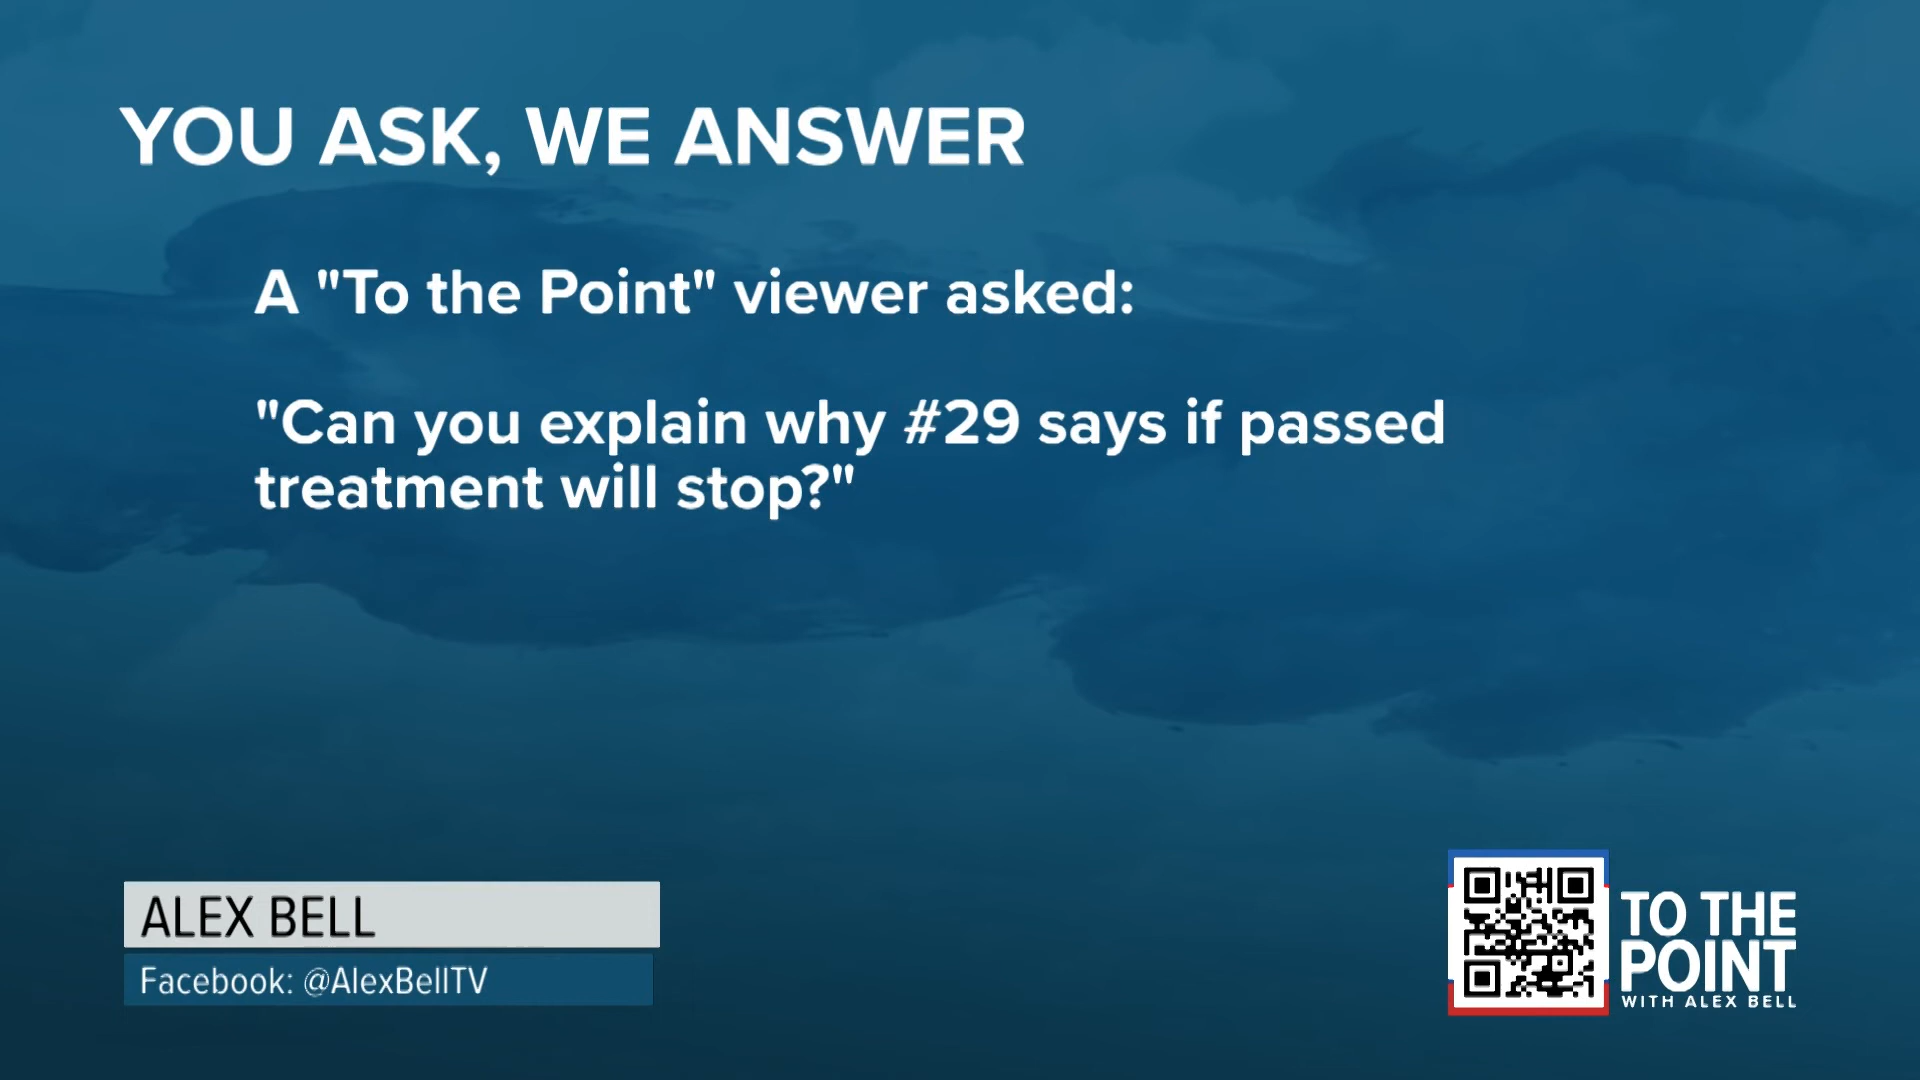 YOU ASK, WE ANSWER
A "To the Point" viewer asked:
"Can you explain why #29 says if passed
treatment will stop?"
ALEX BELL
Facebook: @AlexBellTV
TO THE
POINT
WITH ALEX BELL